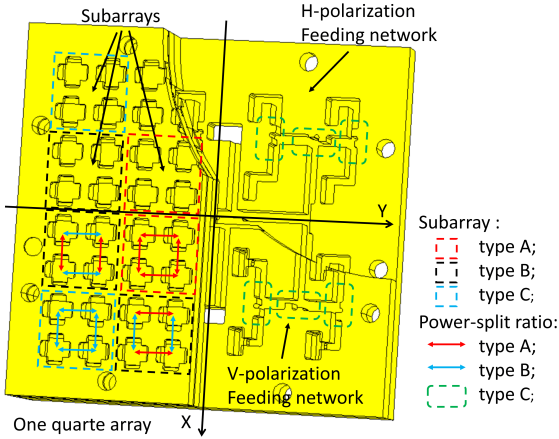 Subarrays
H-polarization
Feeding network
Y
Subarray :
type A;
type B;
type C;
Power-split ratio:
type A;
type B;
type C;
V-polarization
Feeding network
X
One quarte array